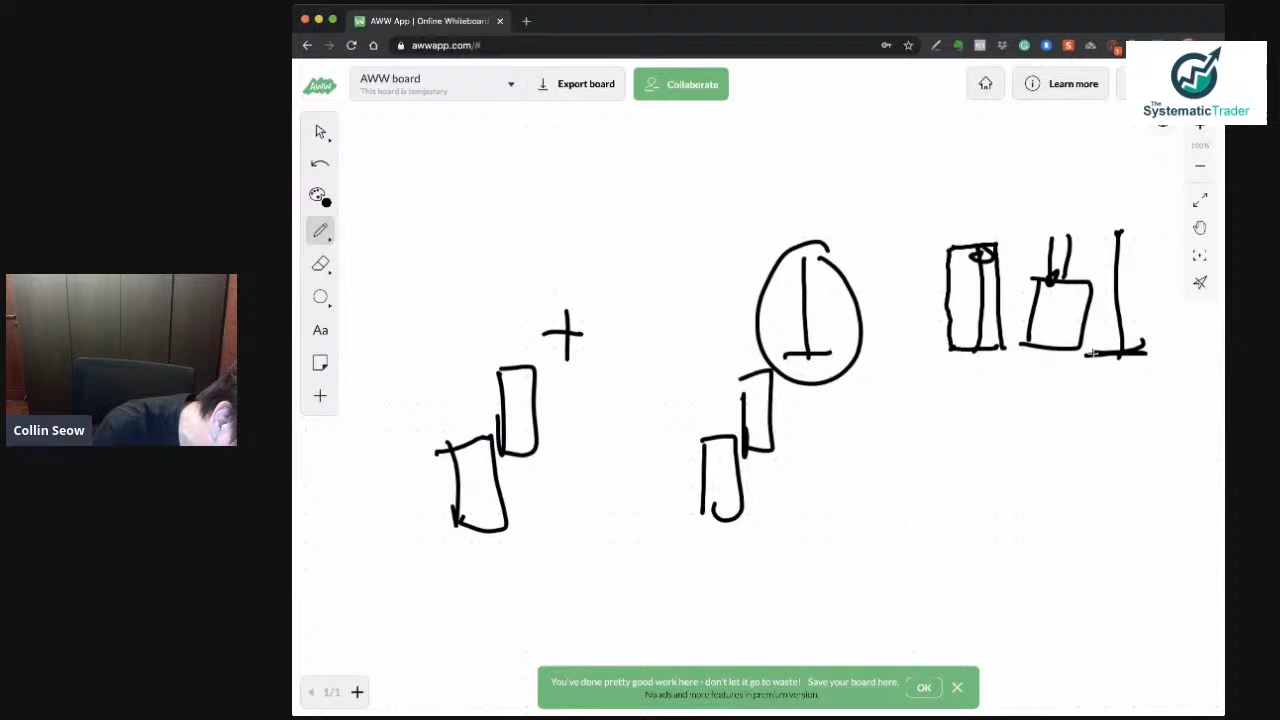 AWW App | Online Whiteboard
awwapp.com/#
AWW
AWW board
This board is temporary
Export board
Collaborate
Learn more
The
SystematicTrader
100%
Aa
Collin Seow
1/1
You've done pretty good work here - don't let it go to waste! Save your board here.
No ads and more features in premium version.
OK